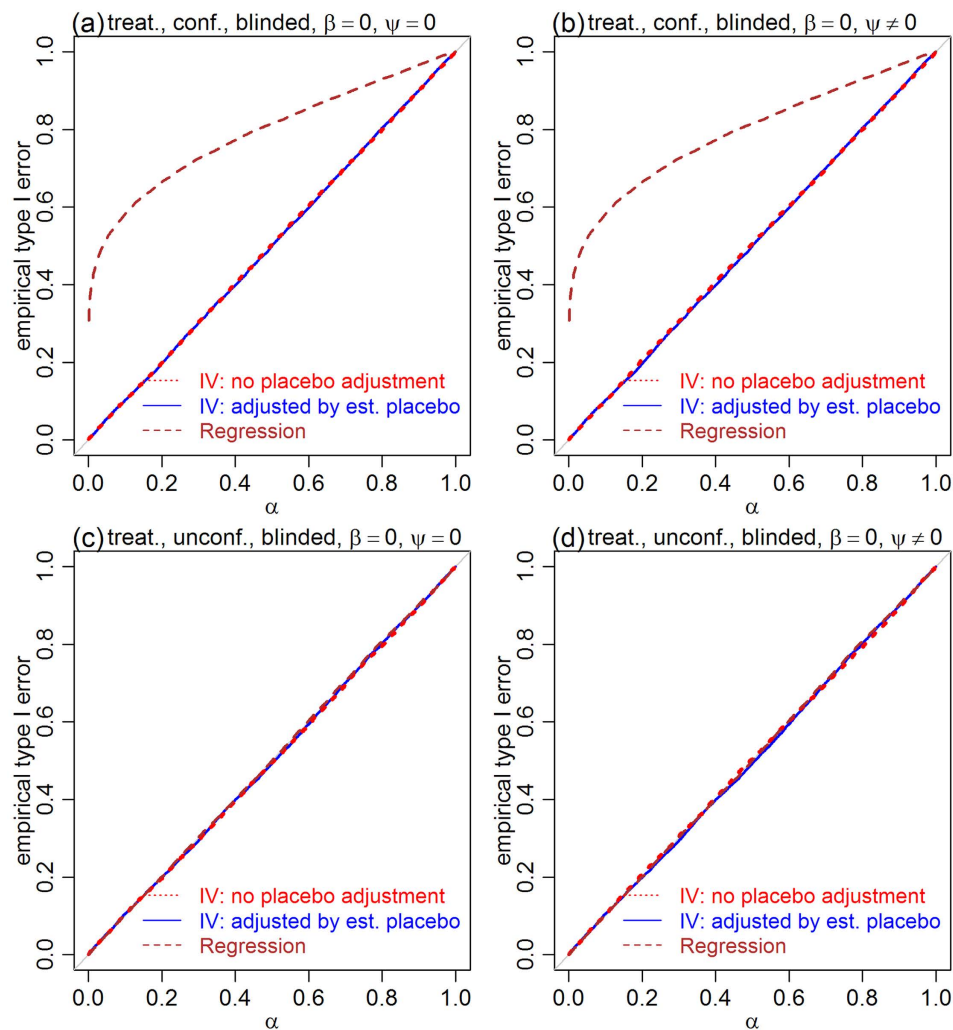 (a) treat., conf., blinded, β = 0, ψ = 0
empirical type I error
0.0 0.2 0.4 0.6 0.8 1.0
IV: no placebo adjustment
IV: adjusted by est. placebo
Regression
0.0 0.2 0.4 0.6 0.8 1.0
α
(b) treat., conf., blinded, β = 0, ψ ≠ 0
empirical type I error
0.0 0.2 0.4 0.6 0.8 1.0
IV: no placebo adjustment
IV: adjusted by est. placebo
Regression
0.0 0.2 0.4 0.6 0.8 1.0
α
(c) treat., unconf., blinded, β = 0, ψ = 0
empirical type I error
0.0 0.2 0.4 0.6 0.8 1.0
IV: no placebo adjustment
IV: adjusted by est. placebo
Regression
0.0 0.2 0.4 0.6 0.8 1.0
α
(d) treat., unconf., blinded, β = 0, ψ ≠ 0
empirical type I error
0.0 0.2 0.4 0.6 0.8 1.0
IV: no placebo adjustment
IV: adjusted by est. placebo
Regression
0.0 0.2 0.4 0.6 0.8 1.0
α